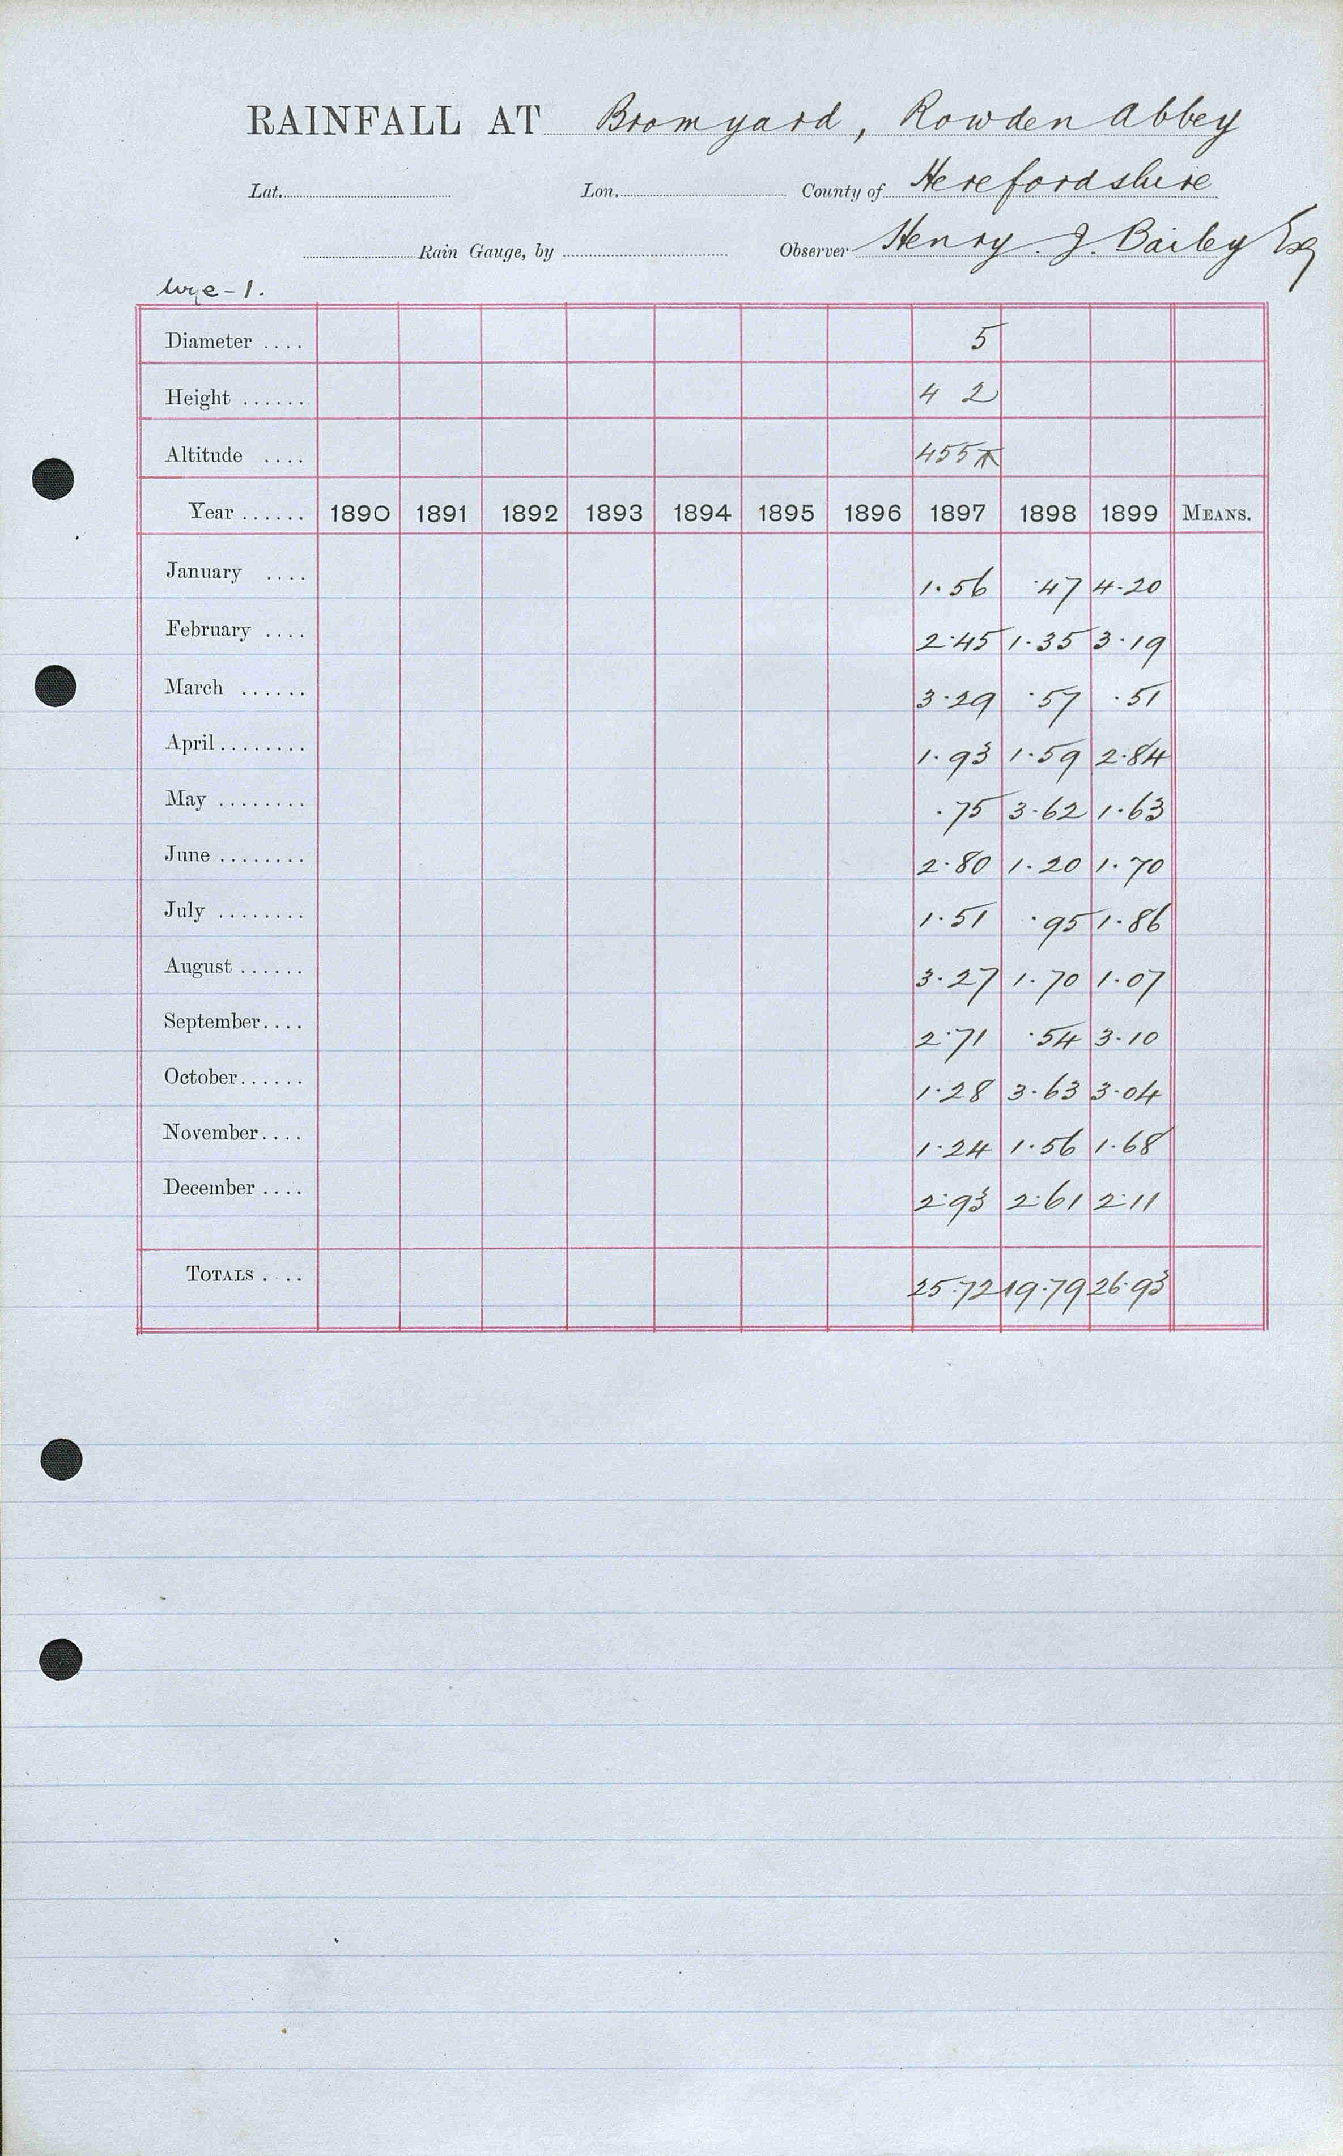 RAINFALL AT Bromyard, Rowden Abbey
Lat. Lon. County of Herefordshire
Rain Gauge, by Observer Henry. J. Bailey Esq
Wye-1.
Diameter .... 5
Height ...... 4 2
Altitude .... 455
Year ...... 1890 1891 1892 1893 1894 1895 1896 1897 1898 1899 MEANS.
January .... 1.56 .47 4.20
February .... 2.45 1.35 3.19
March ...... 3.29 .57 .51
April ........ 1.93 1.59 2.84
May ........ .75 3.62 1.63
June ........ 2.80 1.20 1.70
July ........ 1.51 .95 1.86
August ...... 3.27 1.70 1.07
September.... 2.71 .54 3.10
October...... 1.28 3.63 3.04
November.... 1.24 1.56 1.68
December .... 2.93 2.61 2.11
TOTALS .... 25.72 19.79 26.93